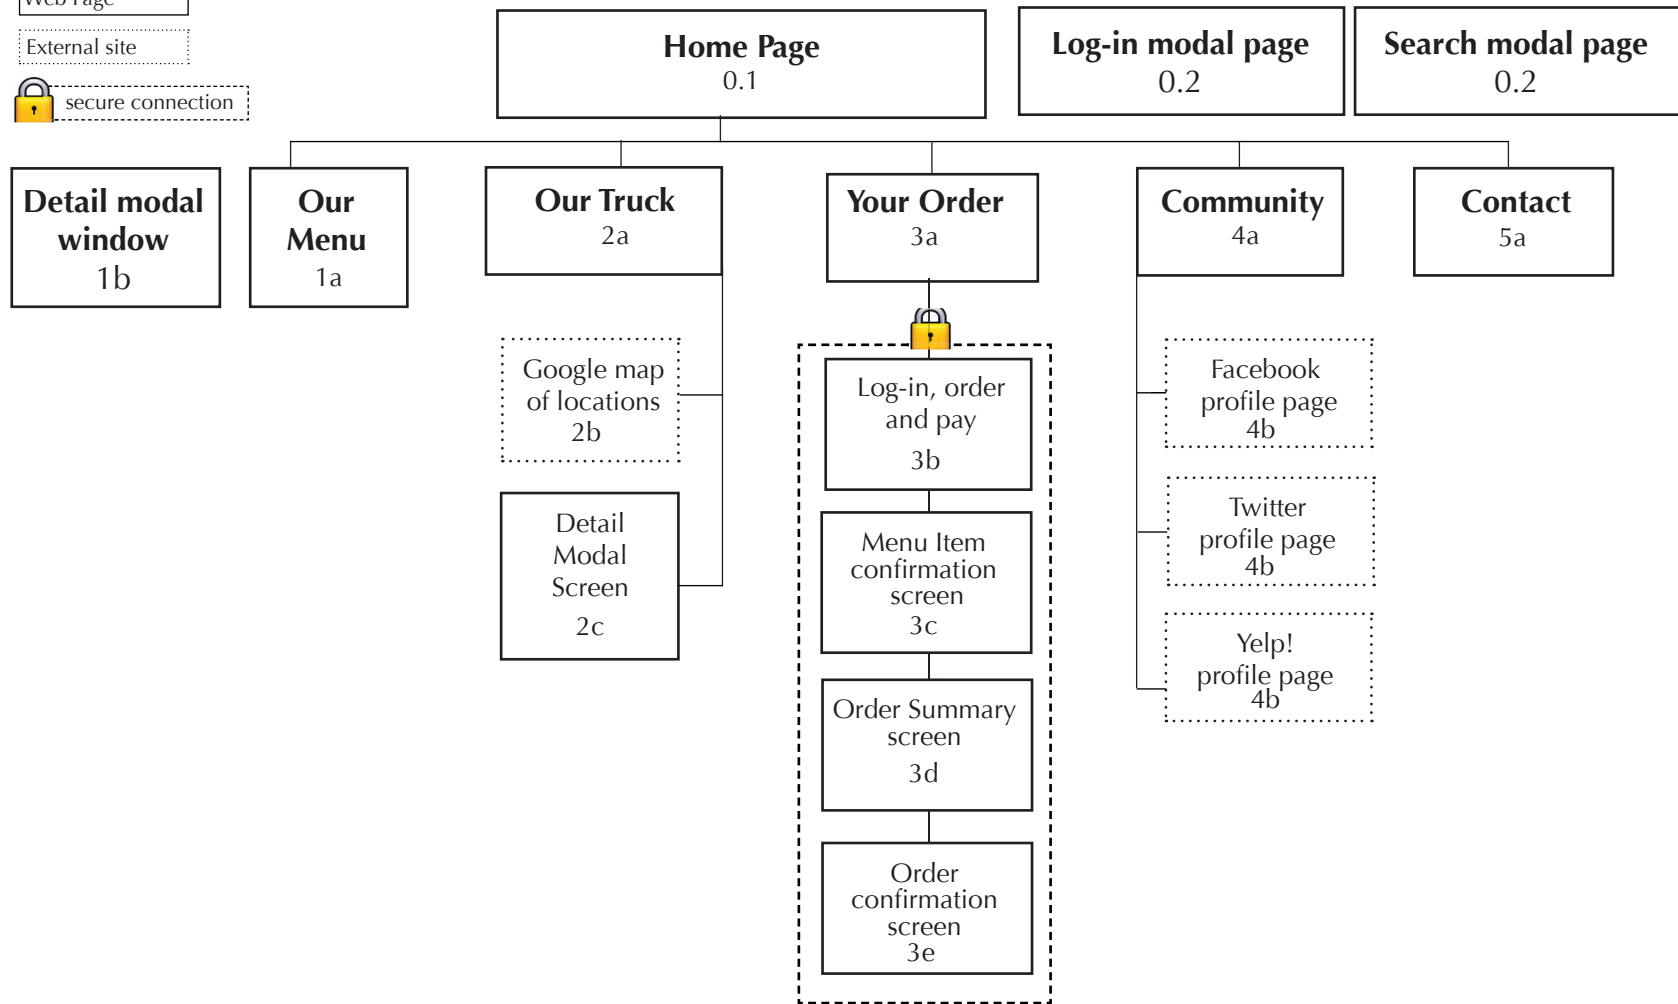 Web Page
External site
secure connection
Home Page
0.1
Log-in modal page
0.2
Search modal page
0.2
Detail modal
window
1b
Our
Menu
1a
Our Truck
2a
Your Order
3a
Community
4a
Contact
5a
Google map
of locations
2b
Detail
Modal
Screen
2c
Log-in, order
and pay
3b
Menu Item
confirmation
screen
3c
Order Summary
screen
3d
Order
confirmation
screen
3e
Facebook
profile page
4b
Twitter
profile page
4b
Yelp!
profile page
4b